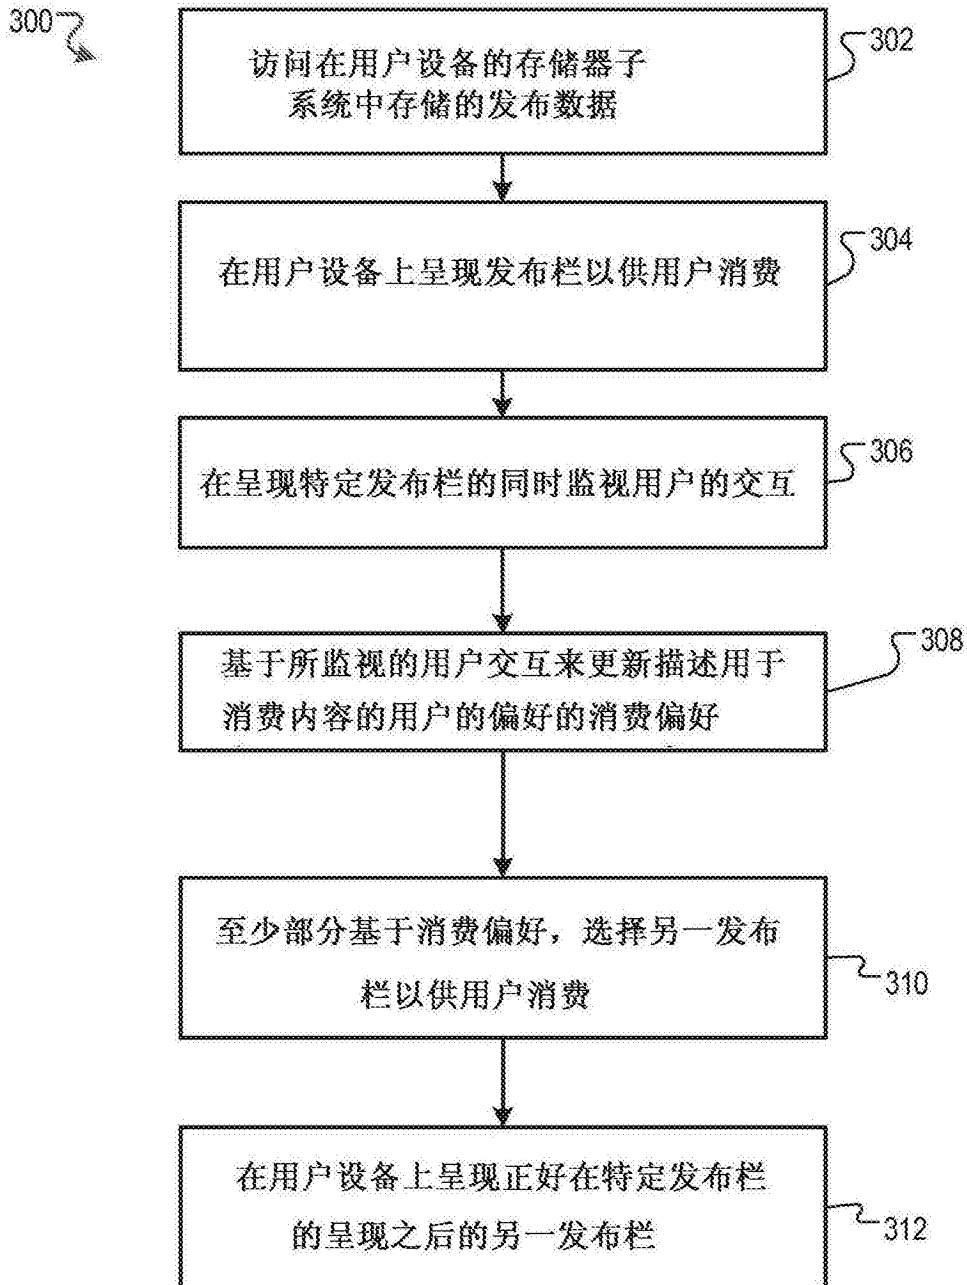 300
302
访问在用户设备的存储器子
系统中存储的发布数据
304
在用户设备上呈现发布栏以供用户消费
306
在呈现特定发布栏的同时监视用户的交互
308
基于所监视的用户交互来更新描述用于
消费内容的用户的偏好的消费偏好
至少部分基于消费偏好，选择另一发布
栏以供用户消费
310
在用户设备上呈现正好在特定发布栏
的呈现之后的另一发布栏
312